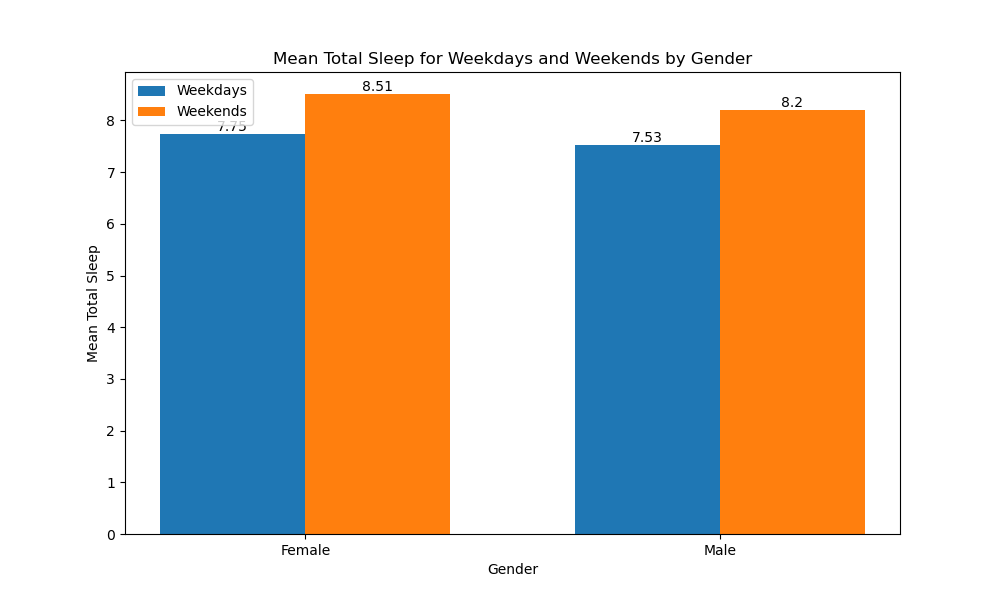 Mean Total Sleep for Weekdays and Weekends by Gender
Weekdays
Weekends
7.75
8.51
7.53
8.2
8
7
6
5
4
3
2
1
0
Mean Total Sleep
Female
Male
Gender